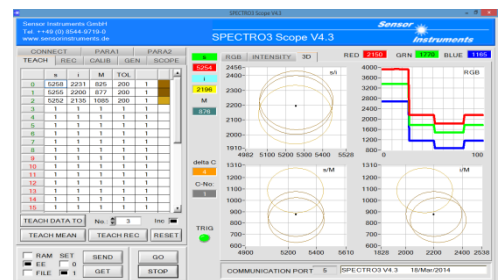 SPECTRO3 Scope V4.3
Sensor Instruments GmbH
Tel. ++49 (0) 8544-9719-0
www.sensorinstruments.de
SPECTRO3 Scope V4.3
Sensor
Instruments
CONNECT PARA1 PARA2
TEACH REC CALIB GEN SCOPE
s i M TOL
0 5258 2231 825 200 1
1 5255 2200 877 200 1
2 5252 2135 1085 200 1
3 1 1 1 1 1
4 1 1 1 1 1
5 1 1 1 1 1
6 1 1 1 1 1
7 1 1 1 1 1
8 1 1 1 1 1
9 1 1 1 1 1
10 1 1 1 1 1
11 1 1 1 1 1
12 1 1 1 1 1
13 1 1 1 1 1
14 1 1 1 1 1
15 1 1 1 1 1
TEACH DATA TO No.: 3 Inc
TEACH MEAN TEACH REC RESET
RAM SET SEND GO
EE 0
FILE 1 GET STOP
s
5254
i
2196
M
876
delta C
4
C-No:
1
TRIG
RGB INTENSITY 3D
RED 2150 GRN 1770 BLUE 1165
2456
2400
2300
2200
2100
2000
1910
s/i
4982 5100 5200 5300 5400 5528
4000
3600
3200
2800
2400
2000
1600
1200
800
RGB
0 100
1310
1200
1100
1000
900
800
700
600
s/M
4900 5200 5400 5610
1310
1200
1100
1000
900
800
700
600
i/M
1828 2000 2200 2400 2538
COMMUNICATION PORT 5 SPECTRO3 V4.3 18/Mar/2014